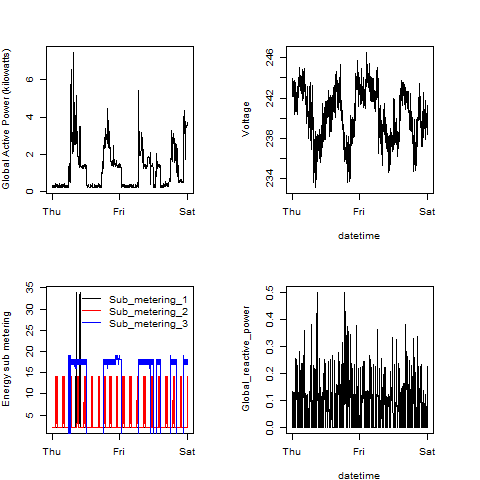 Global Active Power (kilowatts)
0 2 4 6
Thu Fri Sat
Voltage
234 238 242 246
Thu Fri Sat
datetime
Energy sub metering
5 10 15 20 25 30 35
Sub_metering_1
Sub_metering_2
Sub_metering_3
Thu Fri Sat
Global_reactive_power
0.0 0.1 0.2 0.3 0.4 0.5
Thu Fri Sat
datetime